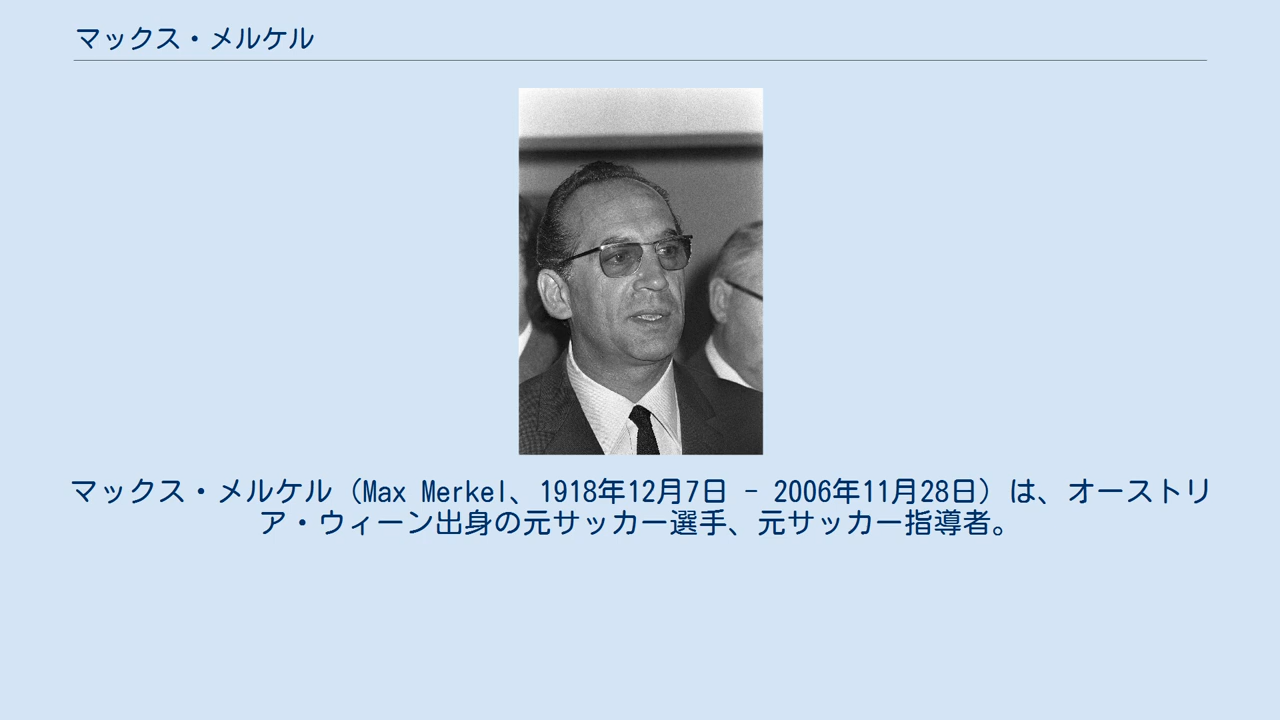 マックス・メルケル
マックス・メルケル（Max Merkel、1918年12月7日 - 2006年11月28日）は、オーストリ
ア・ウィーン出身の元サッカー選手、元サッカー指導者。